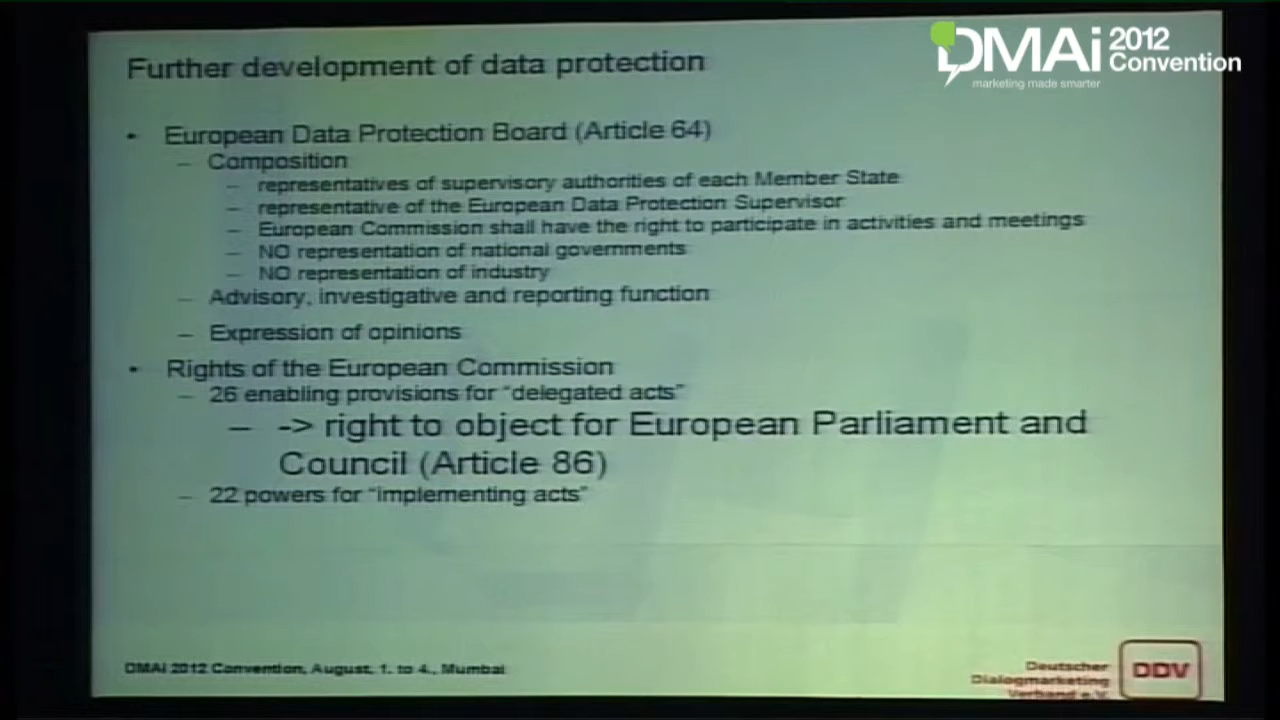 DMAi 2012 Convention
marketing made smarter
Further development of data protection
• European Data Protection Board (Article 64)
– Composition
– representatives of supervisory authorities of each Member State
– representative of the European Data Protection Supervisor
– European Commission shall have the right to participate in activities and meetings
– NO representation of national governments
– NO representation of industry
– Advisory, investigative and reporting function
– Expression of opinions
• Rights of the European Commission
– 26 enabling provisions for "delegated acts"
– -> right to object for European Parliament and
Council (Article 86)
– 22 powers for "implementing acts"
DMAi 2012 Convention, August, 1. to 4., Mumbai
Deutscher
Dialogmarketing
Verband e.V.
DDV